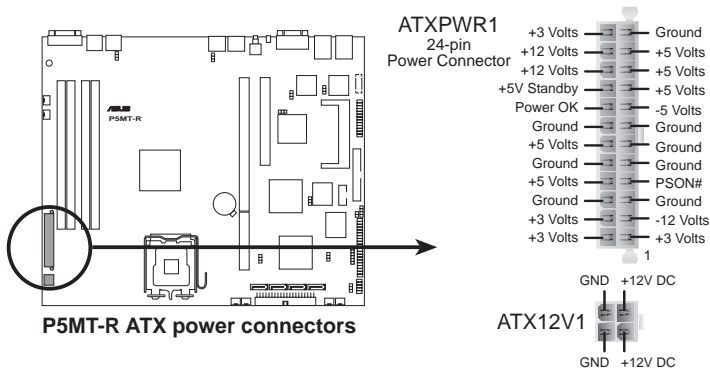 ASUS
P5MT-R
P5MT-R ATX power connectors
ATXPWR1
24-pin
Power Connector
+3 Volts Ground
+12 Volts +5 Volts
+12 Volts +5 Volts
+5V Standby +5 Volts
Power OK -5 Volts
Ground Ground
+5 Volts Ground
Ground Ground
+5 Volts PSON#
Ground Ground
+3 Volts -12 Volts
+3 Volts +3 Volts
1
GND +12V DC
ATX12V1
GND +12V DC